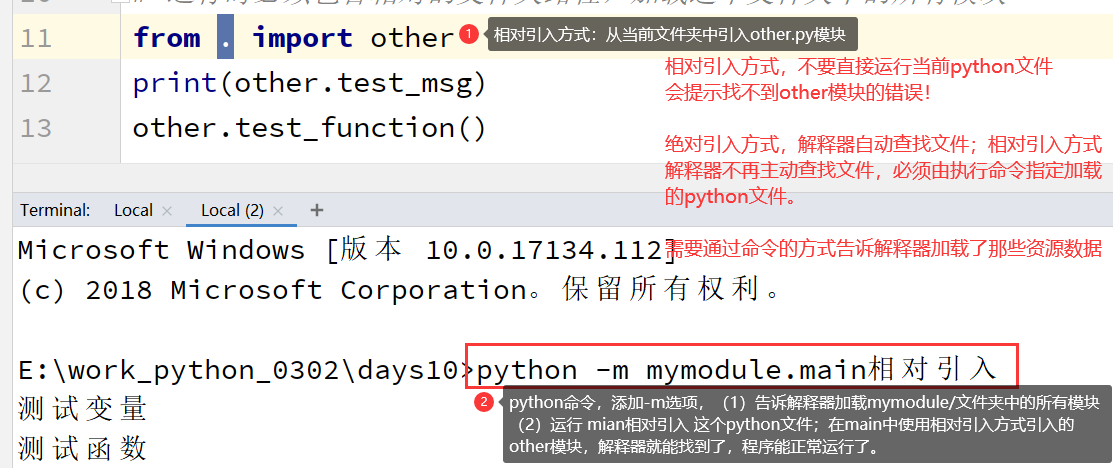 11 from . import other
1 相对引入方式：从当前文件夹中引入other.py模块
12 print(other.test_msg)
13 other.test_function()
相对引入方式，不要直接运行当前python文件
会提示找不到other模块的错误！
绝对引入方式，解释器自动查找文件；相对引入方式
解释器不再主动查找文件，必须由执行命令指定加载
的python文件。
Terminal: Local × Local (2) × +
Microsoft Windows [版本 10.0.17134.112]
需要通过命令的方式告诉解释器加载了那些资源数据
(c) 2018 Microsoft Corporation。保留所有权利。
E:\work_python_0302\days10>python -m mymodule.main相对引入
测试变量
测试函数
2 python命令，添加-m选项，（1）告诉解释器加载mymodule/文件夹中的所有模块
（2）运行 mian相对引入 这个python文件；在main中使用相对引入方式引入的
other模块，解释器就能找到了，程序能正常运行了。